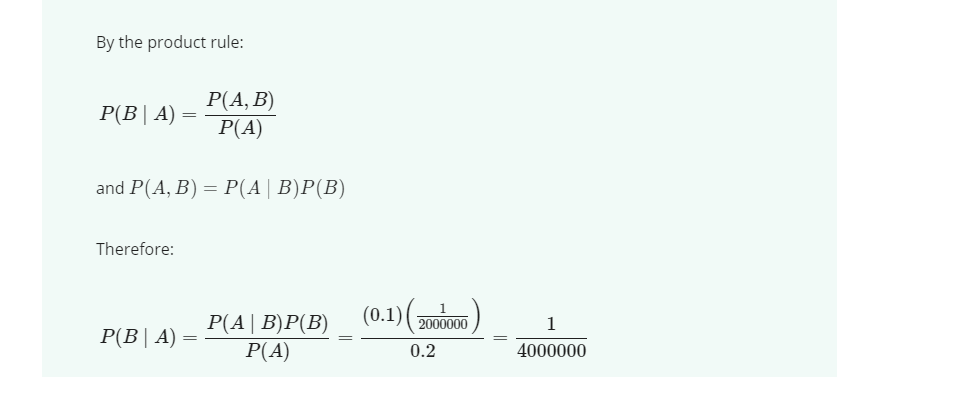 By the product rule:
P(B | A) = P(A, B) / P(A)
and P(A, B) = P(A | B)P(B)
Therefore:
P(B | A) = P(A | B)P(B) / P(A) = (0.1)(1/2000000) / 0.2 = 1/4000000